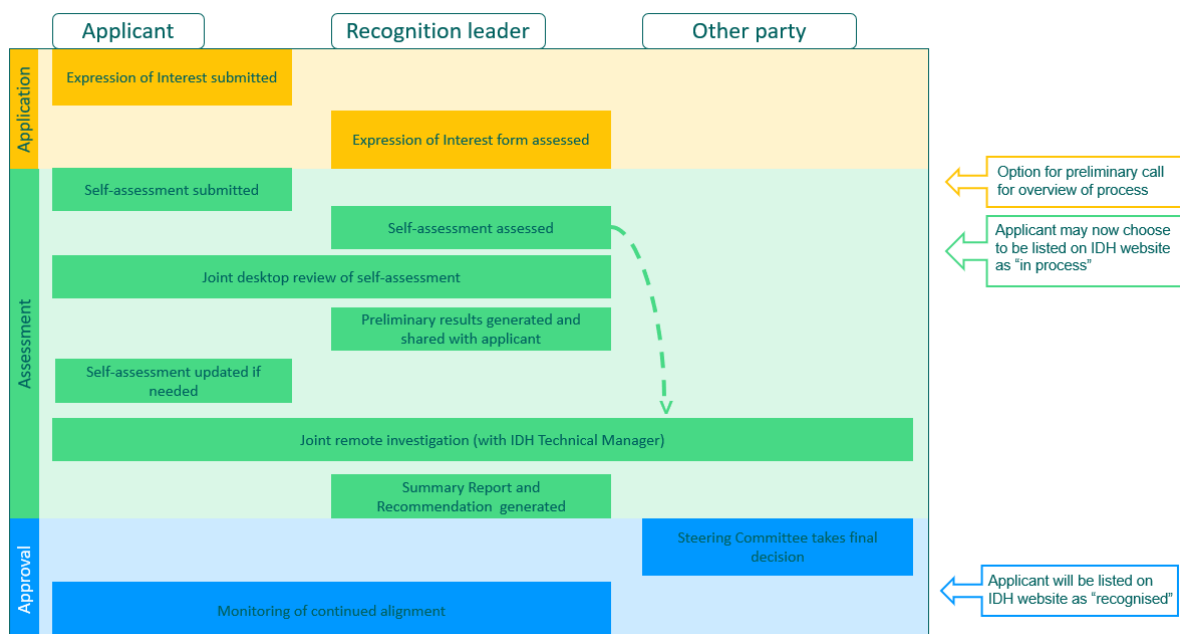 Applicant
Recognition leader
Other party
Application
Expression of Interest submitted
Expression of Interest form assessed
Option for preliminary call
for overview of process
Assessment
Self-assessment submitted
Self-assessment assessed
Applicant may now choose
to be listed on IDH website
as “in process”
Joint desktop review of self-assessment
Preliminary results generated and
shared with applicant
Self-assessment updated if
needed
Joint remote investigation (with IDH Technical Manager)
Summary Report and
Recommendation generated
Approval
Steering Committee takes final
decision
Applicant will be listed on
IDH website as “recognised”
Monitoring of continued alignment